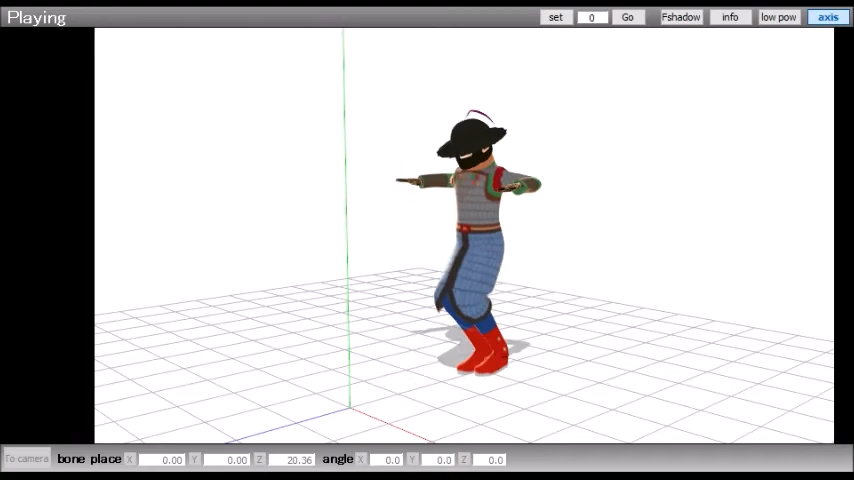 Playing set 0 Go Fshadow info low pow axis
To camera bone place X 0.00 Y 0.00 Z 20.36 angle X 0.0 Y 0.0 Z 0.0